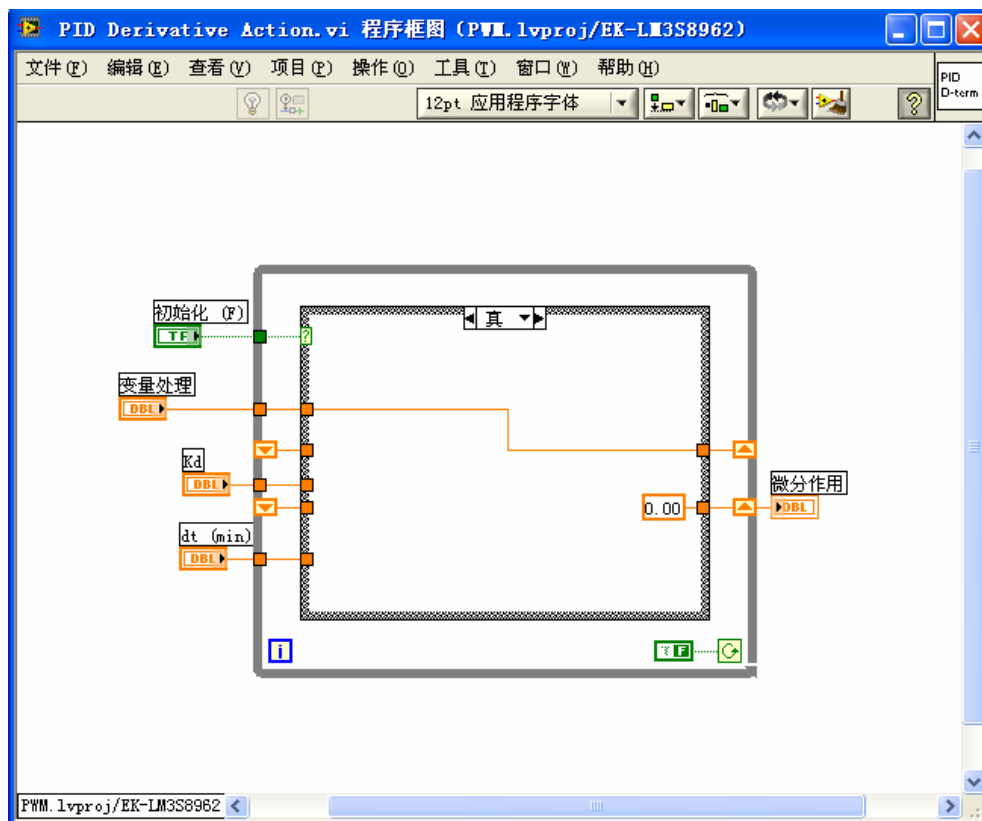 PID Derivative Action.vi 程序框图 (PWM.lvproj/EK-LM3S8962)
文件(F) 编辑(E) 查看(V) 项目(P) 操作(O) 工具(T) 窗口(W) 帮助(H)
PID
D-term
12pt 应用程序字体
?
初始化 (F)
TF
真
?
变量处理
DBL
Kd
DBL
dt (min)
DBL
0.00
微分作用
DBL
i
F
PWM.lvproj/EK-LM3S8962